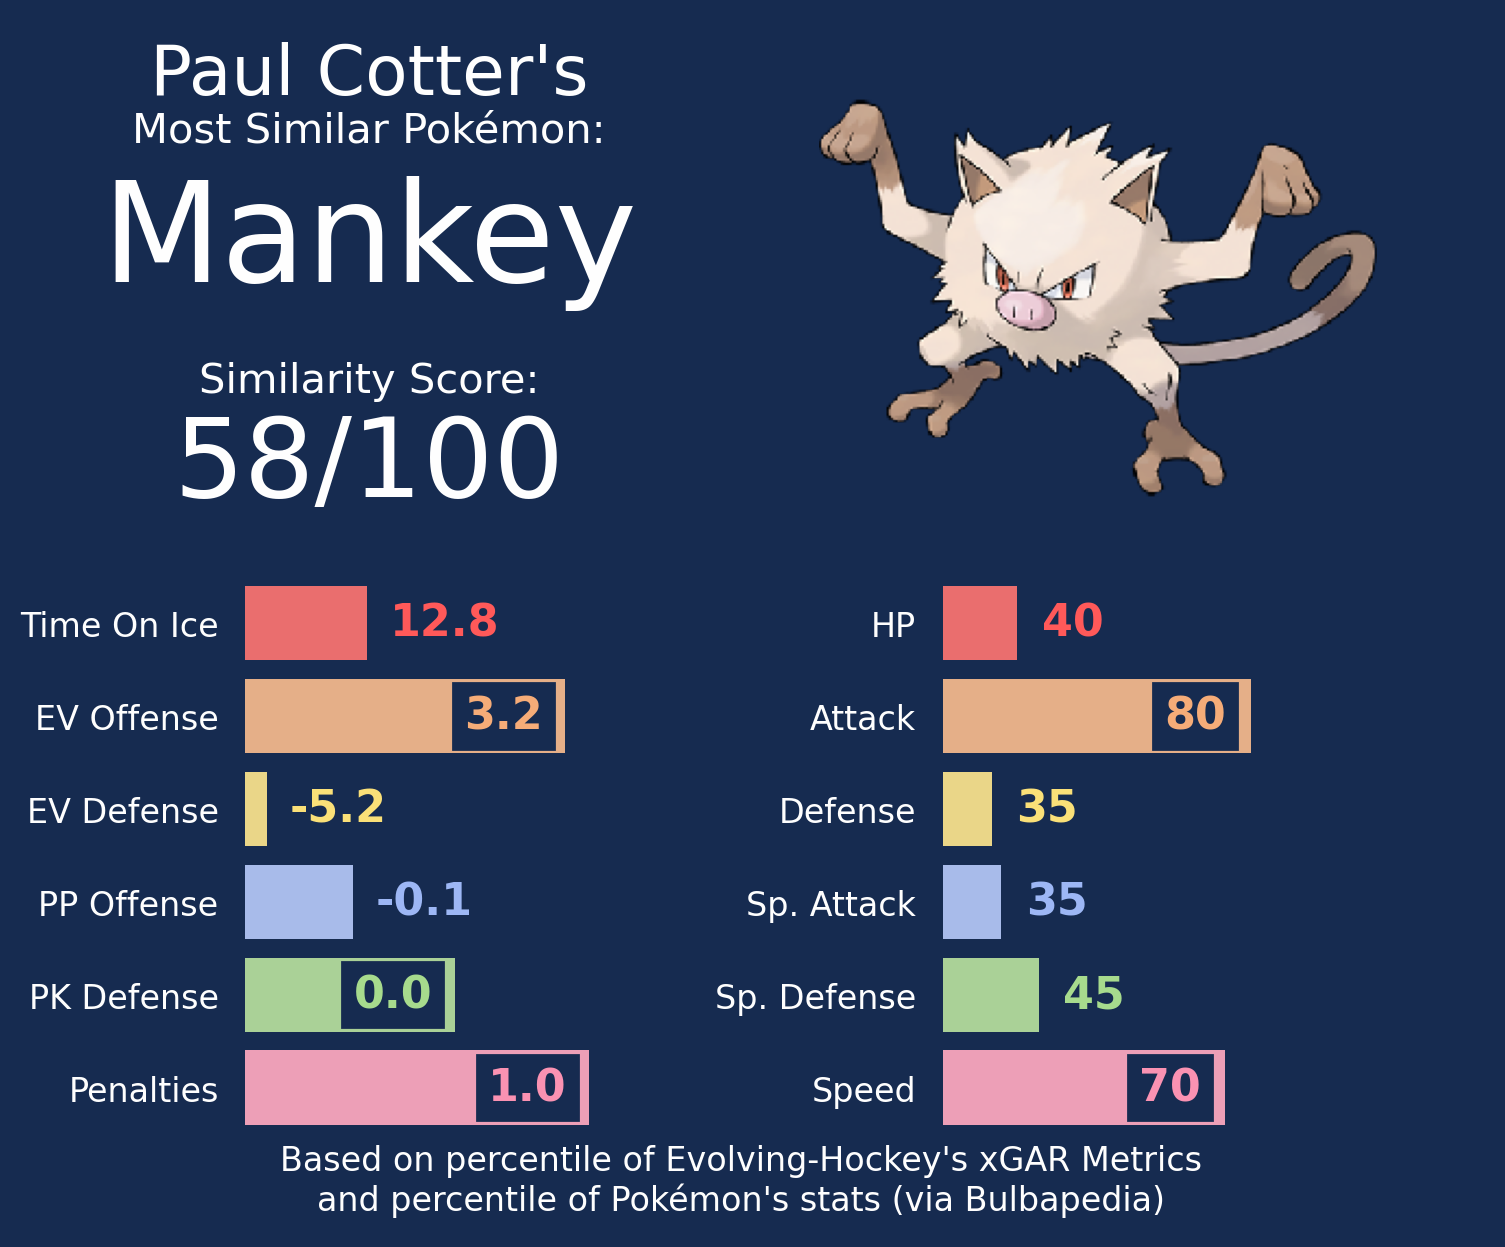 Paul Cotter's
Most Similar Pokémon:
Mankey
Similarity Score:
58/100
Time On Ice 12.8
EV Offense 3.2
EV Defense -5.2
PP Offense -0.1
PK Defense 0.0
Penalties 1.0
HP 40
Attack 80
Defense 35
Sp. Attack 35
Sp. Defense 45
Speed 70
Based on percentile of Evolving-Hockey's xGAR Metrics
and percentile of Pokémon's stats (via Bulbapedia)